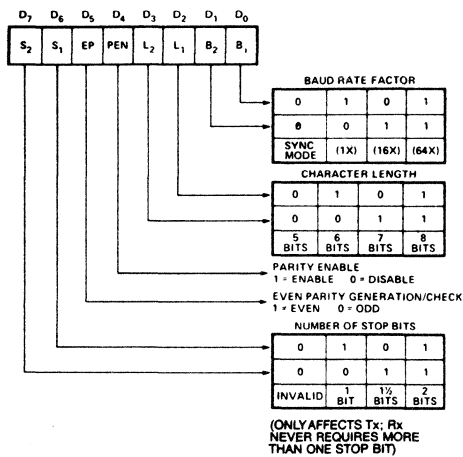 D7 D6 D5 D4 D3 D2 D1 D0
S2 S1 EP PEN L2 L1 B2 B1
BAUD RATE FACTOR
0 1 0 1
0 0 1 1
SYNC MODE (1X) (16X) (64X)
CHARACTER LENGTH
0 1 0 1
0 0 1 1
5 BITS 6 BITS 7 BITS 8 BITS
PARITY ENABLE
1 = ENABLE 0 = DISABLE
EVEN PARITY GENERATION/CHECK
1 = EVEN 0 = ODD
NUMBER OF STOP BITS
0 1 0 1
0 0 1 1
INVALID 1 BIT 1½ BITS 2 BITS
(ONLY AFFECTS Tx; Rx
NEVER REQUIRES MORE
THAN ONE STOP BIT)